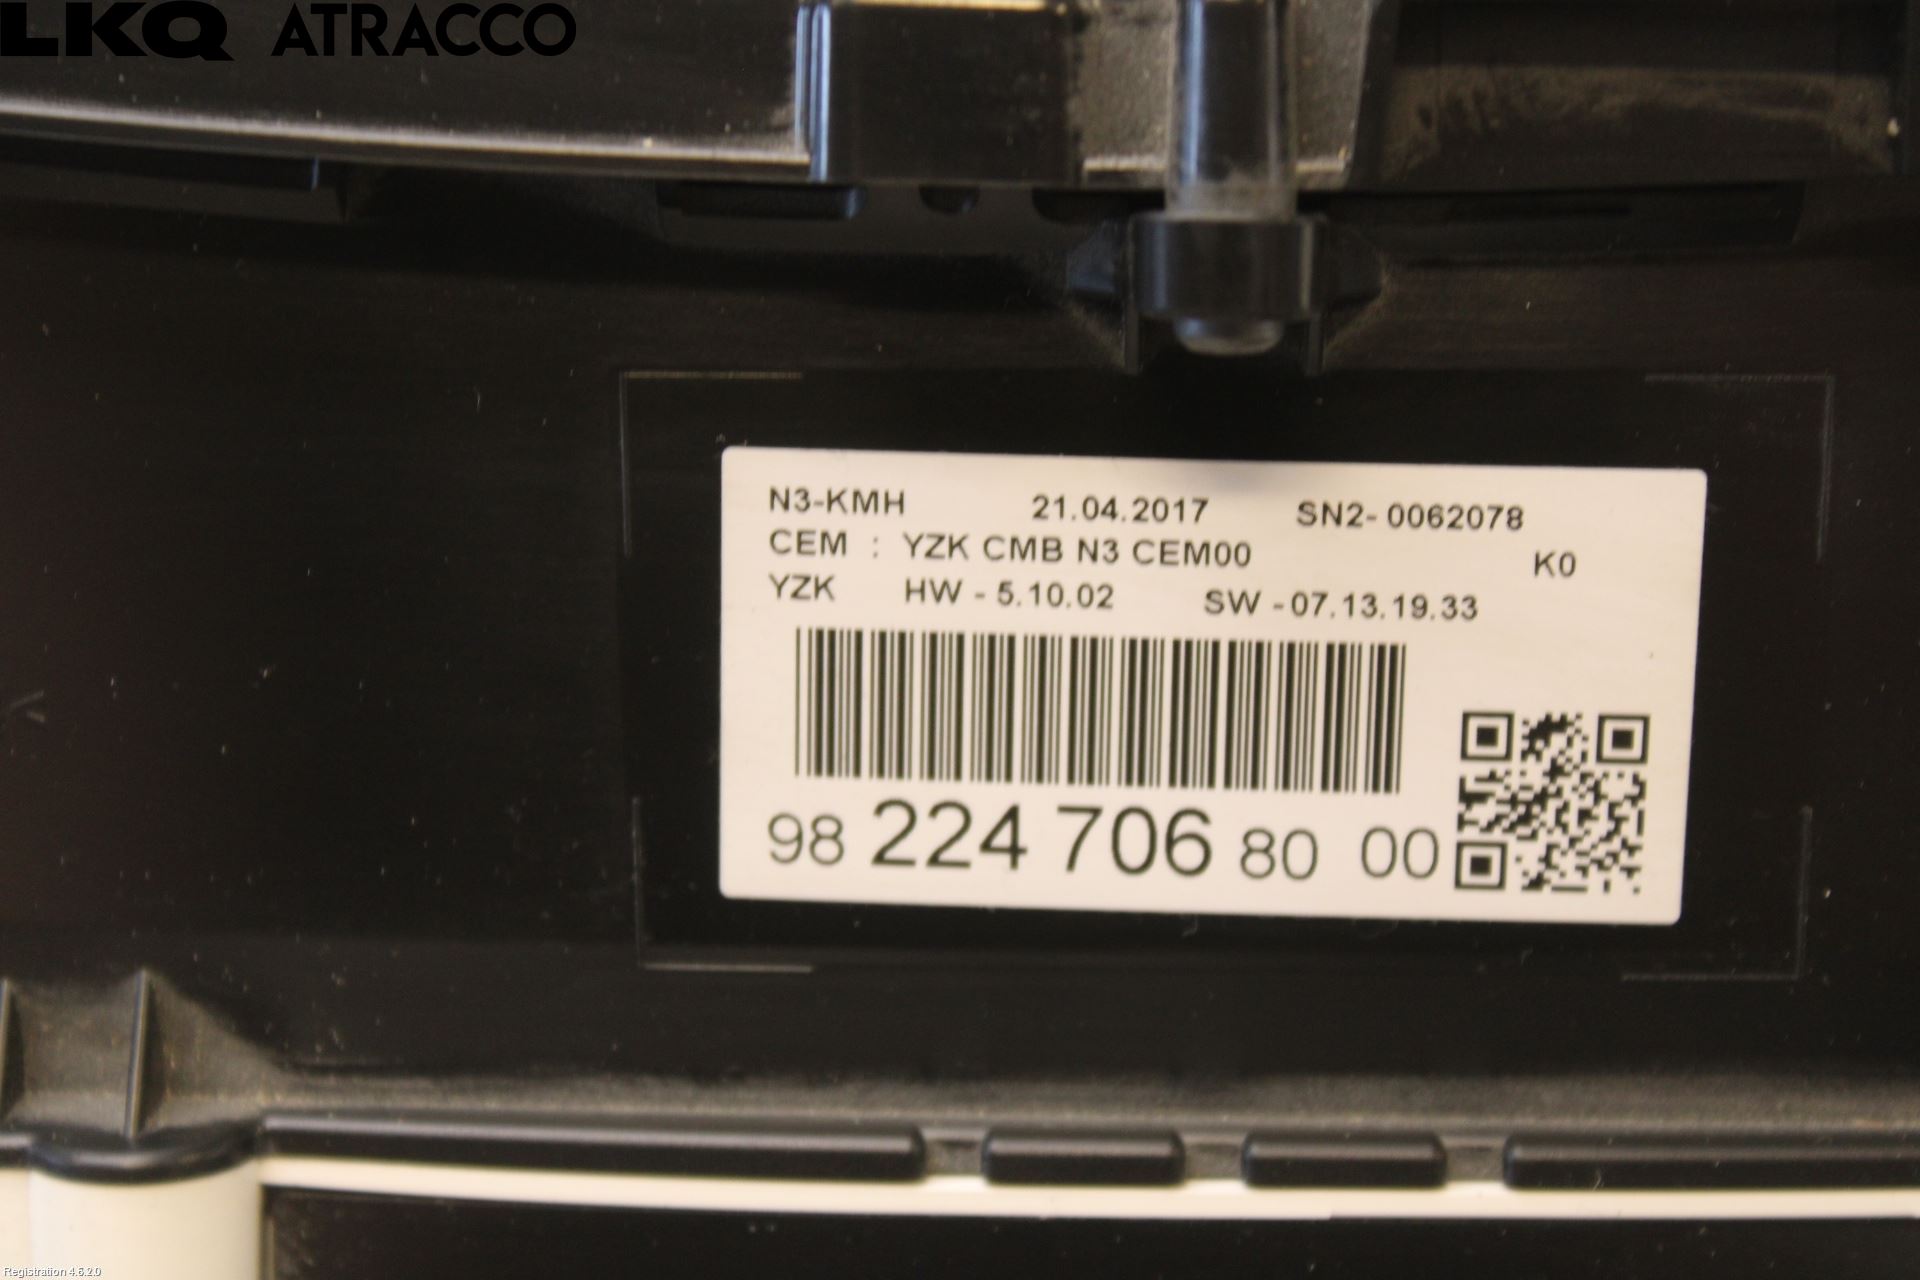 LKQ ATRACCO
N3-KMH 21.04.2017 SN2-0062078
CEM : YZK CMB N3 CEM00 K0
YZK HW - 5.10.02 SW -07.13.19.33
98 224 706 80 00
Registration 4.6.2.0